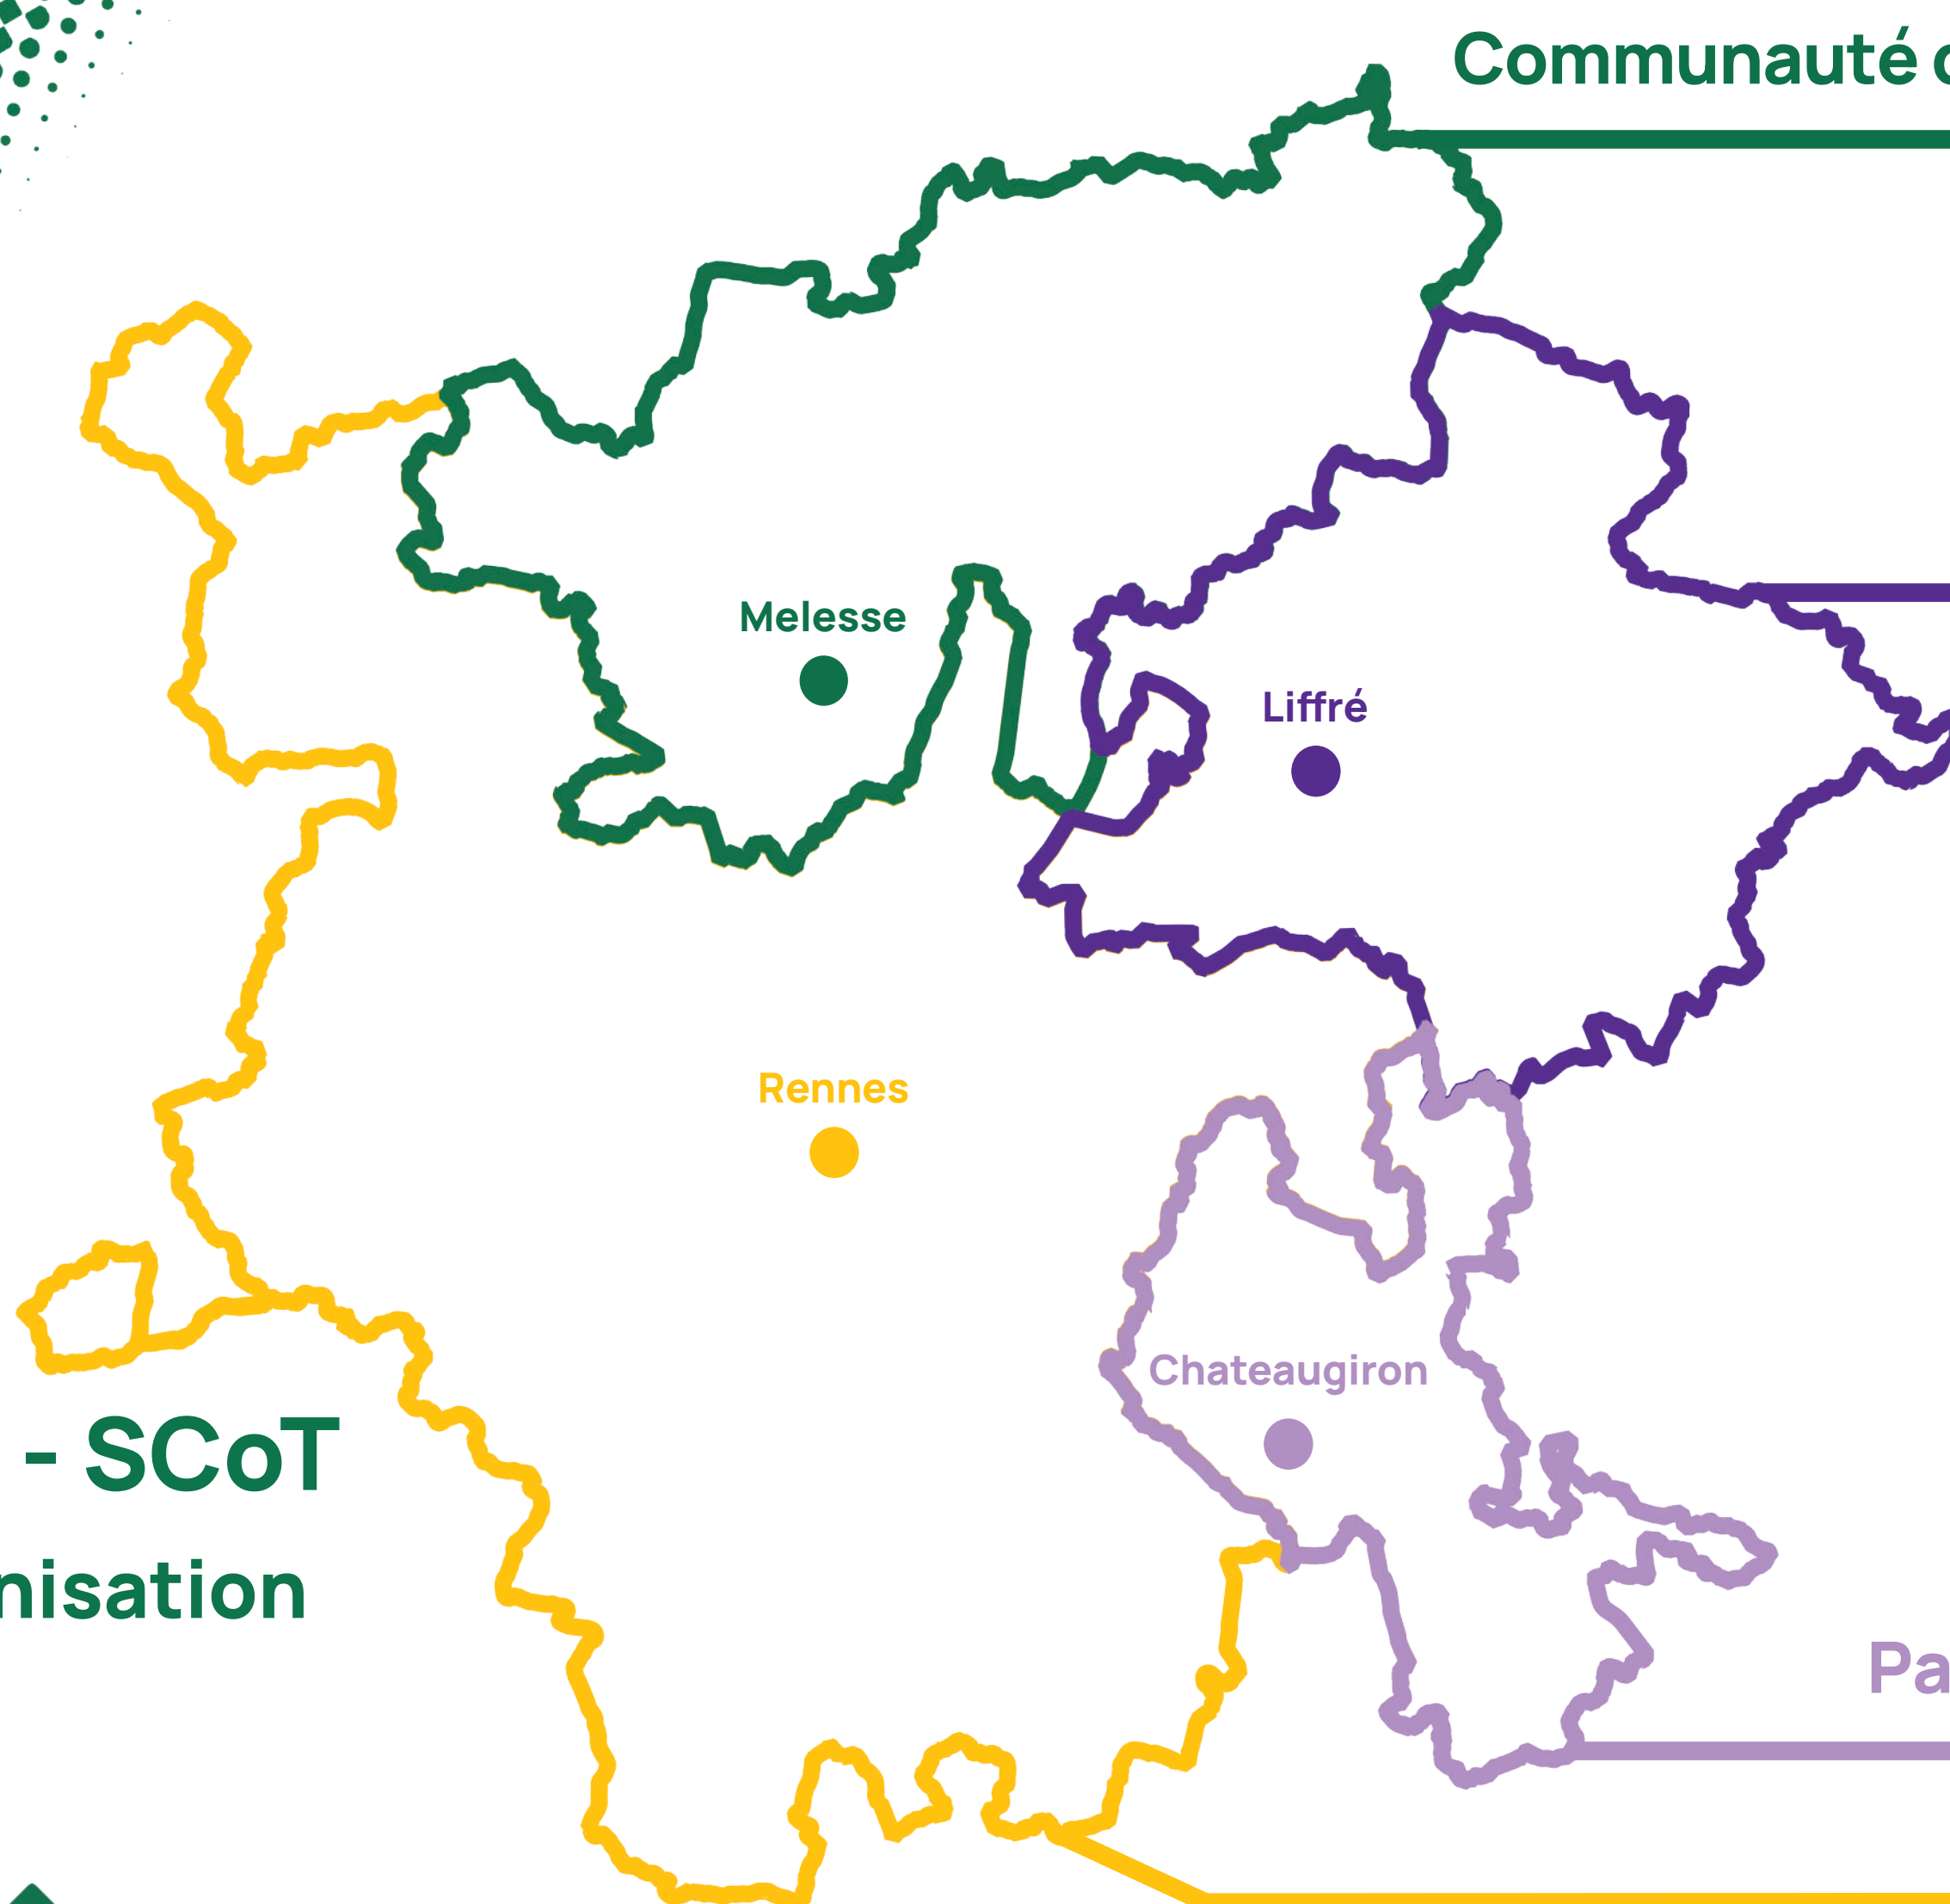 Communauté
Melesse
Liffré
Rennes
Chateaugiron
- SCoT
nisation
Pa